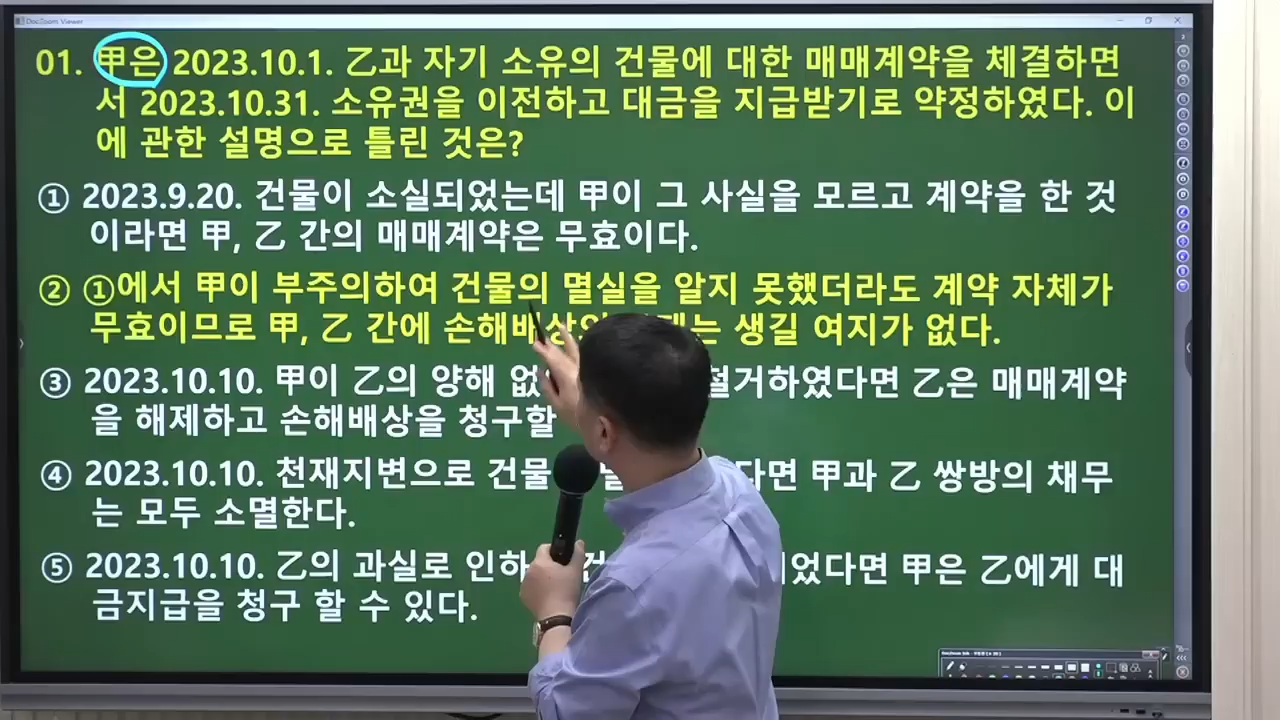 DocZoom Viewer
01. 甲은 2023.10.1. 乙과 자기 소유의 건물에 대한 매매계약을 체결하면
서 2023.10.31. 소유권을 이전하고 대금을 지급받기로 약정하였다. 이
에 관한 설명으로 틀린 것은?
① 2023.9.20. 건물이 소실되었는데 甲이 그 사실을 모르고 계약을 한 것
이라면 甲, 乙 간의 매매계약은 무효이다.
② ①에서 甲이 부주의하여 건물의 멸실을 알지 못했더라도 계약 자체가
무효이므로 甲, 乙 간에 손해배상의 생길 여지가 없다.
③ 2023.10.10. 甲이 乙의 양해 철거하였다면 乙은 매매계약
을 해제하고 손해배상을 청구할
④ 2023.10.10. 천재지변으로 건물 甲과 乙 쌍방의 채무
는 모두 소멸한다.
⑤ 2023.10.10. 乙의 과실로 甲은 乙에게 대
금지급을 청구 할 수 있다.